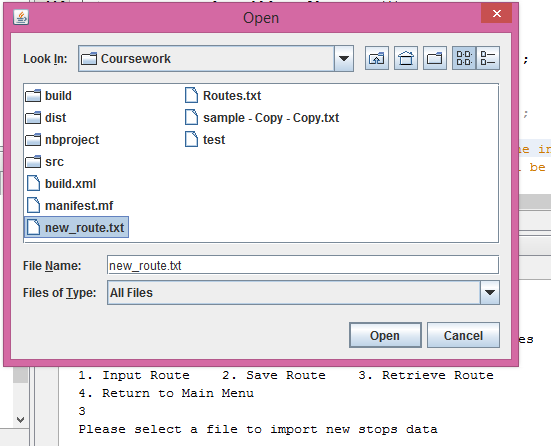 Open
Look In: Coursework
build
dist
nbproject
src
build.xml
manifest.mf
new_route.txt
Routes.txt
sample - Copy - Copy.txt
test
;
;
ne in
be
File Name: new_route.txt
Files of Type: All Files
Open Cancel
es
1. Input Route 2. Save Route 3. Retrieve Route
4. Return to Main Menu
3
Please select a file to import new stops data